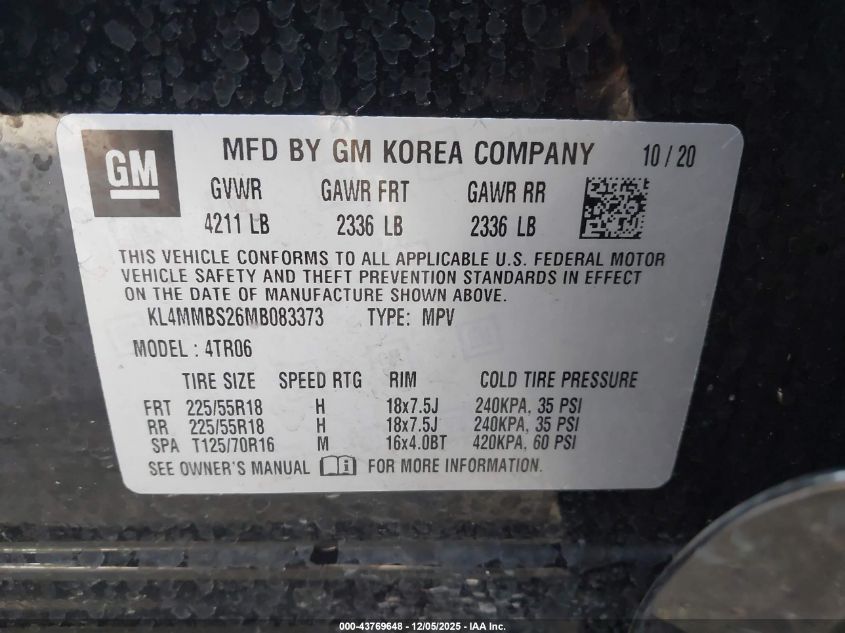 GM MFD BY GM KOREA COMPANY 10 / 20
GVWR GAWR FRT GAWR RR
4211 LB 2336 LB 2336 LB
THIS VEHICLE CONFORMS TO ALL APPLICABLE U.S. FEDERAL MOTOR
VEHICLE SAFETY AND THEFT PREVENTION STANDARDS IN EFFECT
ON THE DATE OF MANUFACTURE SHOWN ABOVE.
KL4MMBS26MB083373 TYPE: MPV
MODEL : 4TR06
TIRE SIZE SPEED RTG RIM COLD TIRE PRESSURE
FRT 225/55R18 H 18x7.5J 240KPA, 35 PSI
RR 225/55R18 H 18x7.5J 240KPA, 35 PSI
SPA T125/70R16 M 16x4.0BT 420KPA, 60 PSI
SEE OWNER'S MANUAL FOR MORE INFORMATION.
000-43769648 - 12/05/2025 - IAA Inc.